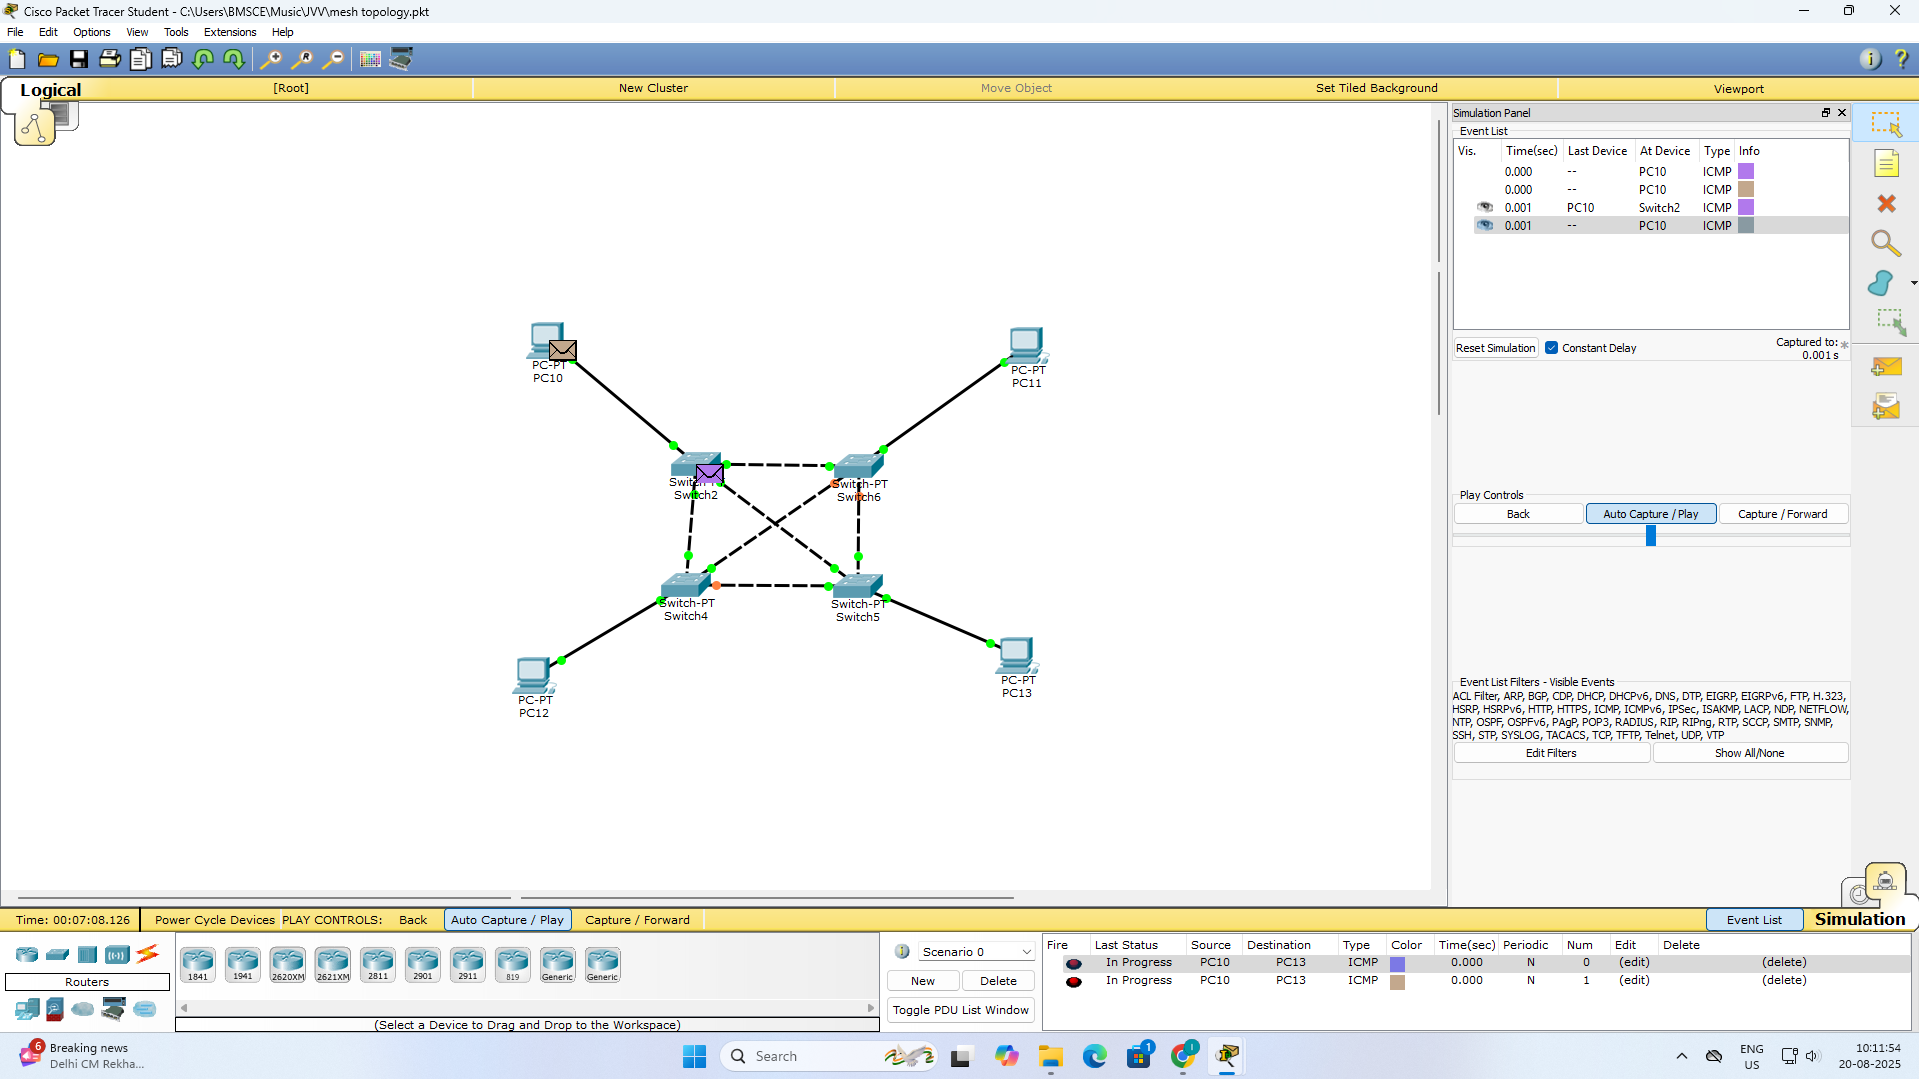 Cisco Packet Tracer Student - C:\Users\BMSCE\Music\JVV\mesh topology.pkt
File Edit Options View Tools Extensions Help
Logical [Root] New Cluster Move Object Set Tiled Background Viewport
Simulation Panel
Event List
Vis. Time(sec) Last Device At Device Type Info
0.000 -- PC10 ICMP
0.000 -- PC10 ICMP
0.001 PC10 Switch2 ICMP
0.001 -- PC10 ICMP
Reset Simulation Constant Delay Captured to: *
0.001 s
PC-PT
PC10
PC-PT
PC11
Switch-PT
Switch2
Switch-PT
Switch6
Switch-PT
Switch4
Switch-PT
Switch5
PC-PT
PC12
PC-PT
PC13
Play Controls
Back Auto Capture / Play Capture / Forward
Event List Filters - Visible Events
ACL Filter, ARP, BGP, CDP, DHCP, DHCPv6, DNS, DTP, EIGRP, EIGRPv6, FTP, H.323,
HSRP, HSRPv6, HTTP, HTTPS, ICMP, ICMPv6, IPSec, ISAKMP, LACP, NDP, NETFLOW,
NTP, OSPF, OSPFv6, PAgP, POP3, RADIUS, RIP, RIPng, RTP, SCCP, SMTP, SNMP,
SSH, STP, SYSLOG, TACACS, TCP, TFTP, Telnet, UDP, VTP
Edit Filters Show All/None
Time: 00:07:08.126 Power Cycle Devices PLAY CONTROLS: Back Auto Capture / Play Capture / Forward Event List Simulation
Routers
1841 1941 2620XM 2621XM 2811 2901 2911 819 Generic Generic
(Select a Device to Drag and Drop to the Workspace)
Scenario 0
New Delete
Toggle PDU List Window
Fire Last Status Source Destination Type Color Time(sec) Periodic Num Edit Delete
In Progress PC10 PC13 ICMP 0.000 N 0 (edit) (delete)
In Progress PC10 PC13 ICMP 0.000 N 1 (edit) (delete)
6 Breaking news
Delhi CM Rekha...
Search
1
ENG
US
10:11:54
20-08-2025